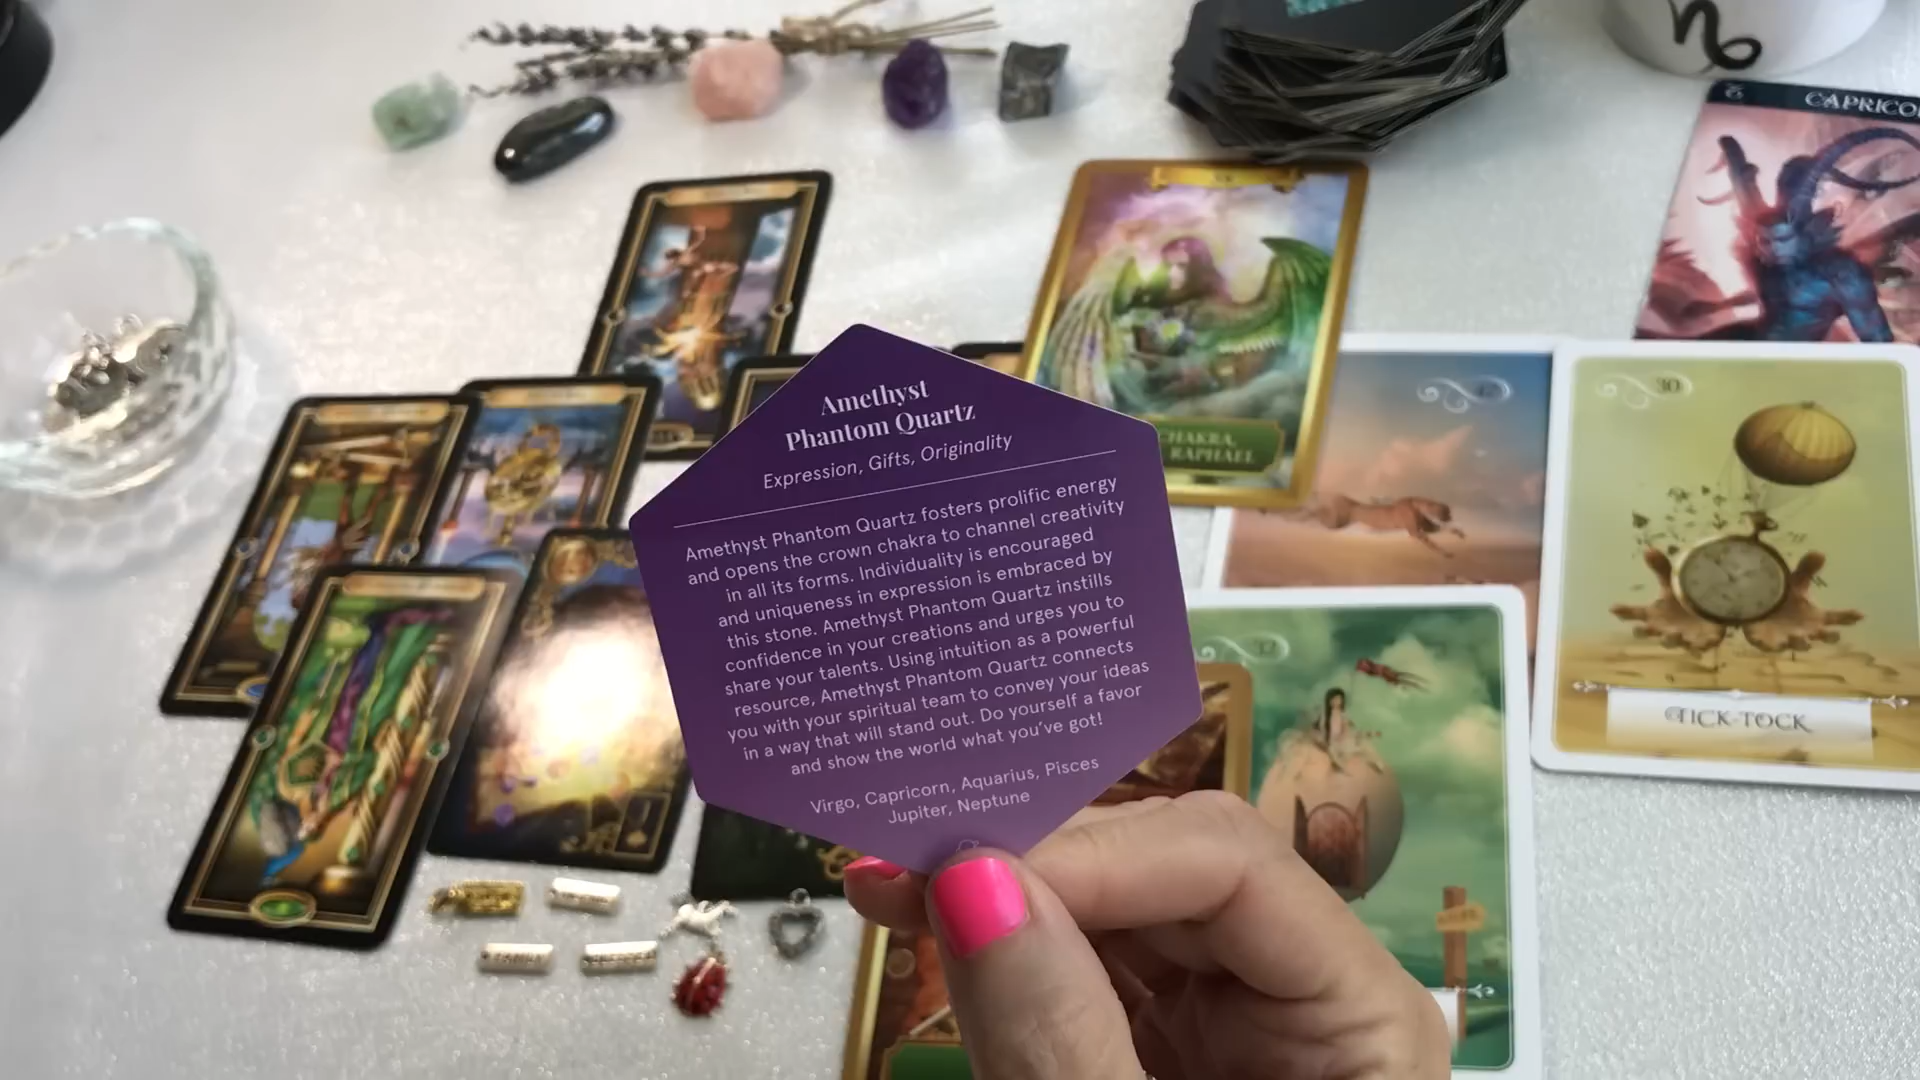 CAPRICO
Amethyst
Phantom Quartz
Expression, Gifts, Originality
Amethyst Phantom Quartz fosters prolific energy
and opens the crown chakra to channel creativity
in all its forms. Individuality is encouraged
and uniqueness in expression is embraced by
this stone. Amethyst Phantom Quartz instills
confidence in your creations and urges you to
share your talents. Using intuition as a powerful
resource, Amethyst Phantom Quartz connects
you with your spiritual team to convey your ideas
in a way that will stand out. Do yourself a favor
and show the world what you've got!
Virgo, Capricorn, Aquarius, Pisces
Jupiter, Neptune
CHAKRA,
RAPHAEL
30
TICK-TOCK